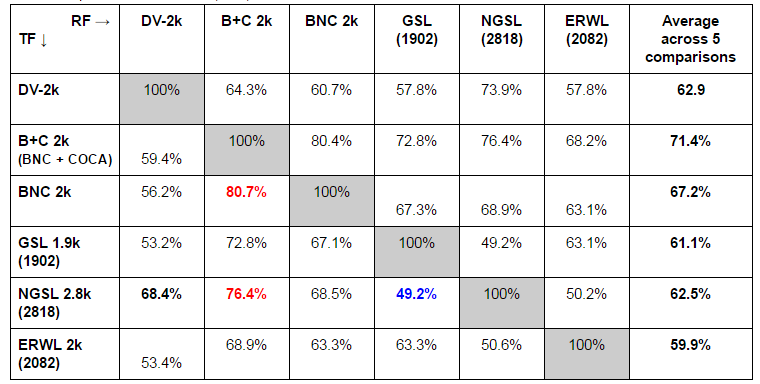 RF → DV-2k B+C 2k BNC 2k GSL NGSL ERWL Average
TF ↓ (1902) (2818) (2082) across 5
comparisons
DV-2k 100% 64.3% 60.7% 57.8% 73.9% 57.8% 62.9
B+C 2k 100% 80.4% 72.8% 76.4% 68.2% 71.4%
(BNC + COCA) 59.4%
BNC 2k 56.2% 80.7% 100% 67.2%
67.3% 68.9% 63.1%
GSL 1.9k 53.2% 72.8% 67.1% 100% 49.2% 63.1% 61.1%
(1902)
NGSL 2.8k 68.4% 76.4% 68.5% 49.2% 100% 50.2% 62.5%
(2818)
ERWL 2k 68.9% 63.3% 63.3% 50.6% 100% 59.9%
(2082) 53.4%